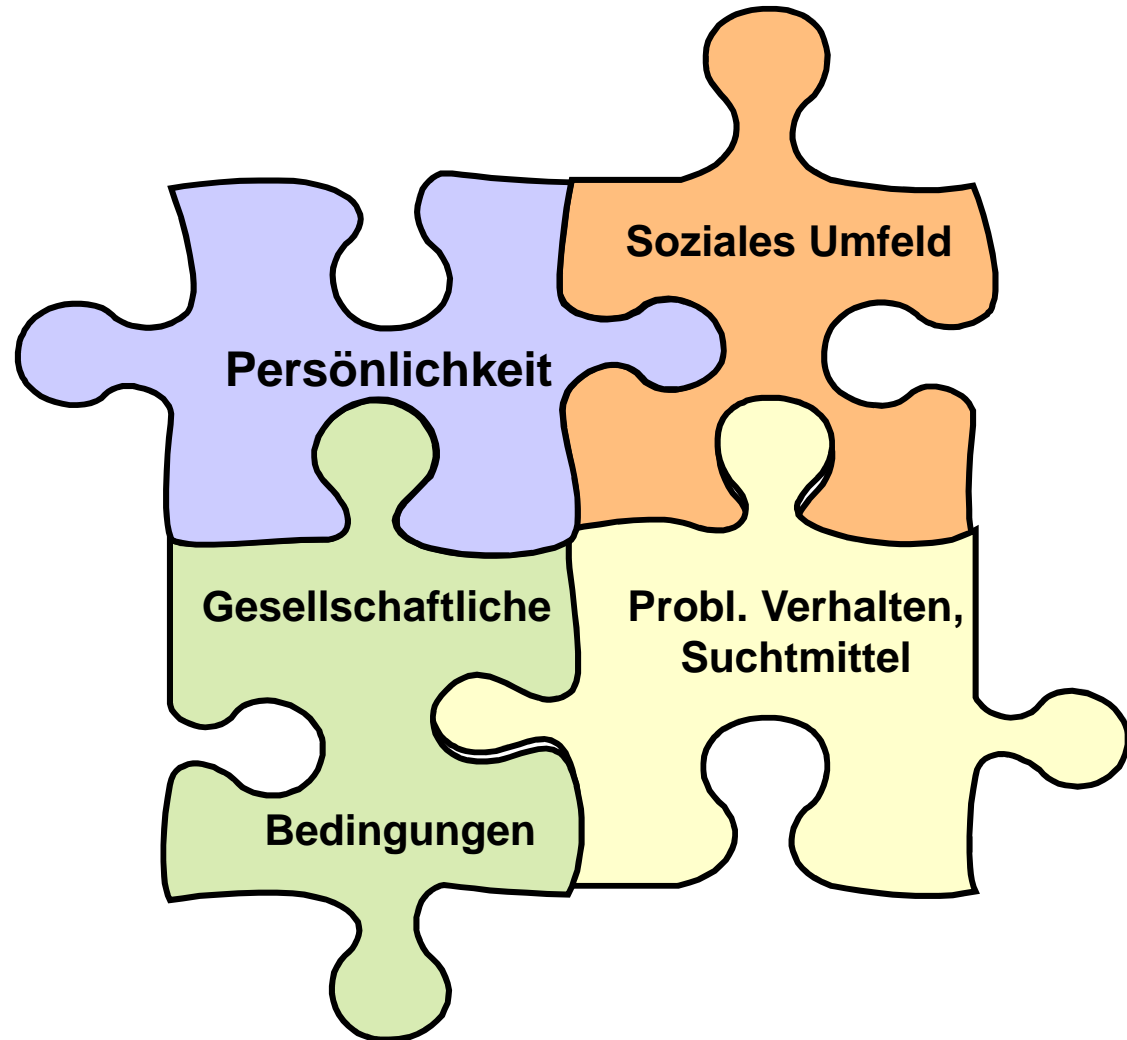 Soziales Umfeld
Persönlichkeit
Gesellschaftliche
Bedingungen
Probl. Verhalten,
Suchtmittel